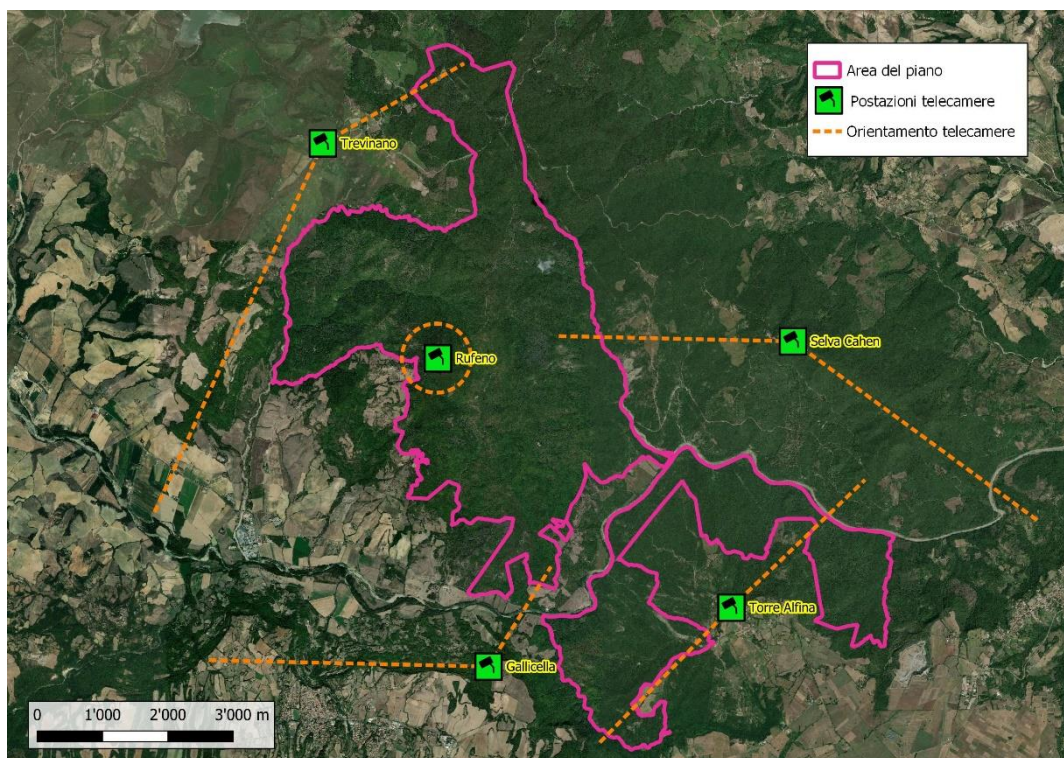 Area del piano
Postazioni telecamere
Orientamento telecamere
Trevinano
Rufeno
Selva Cahen
Torre Alfina
Gallicella
0 1'000 2'000 3'000 m